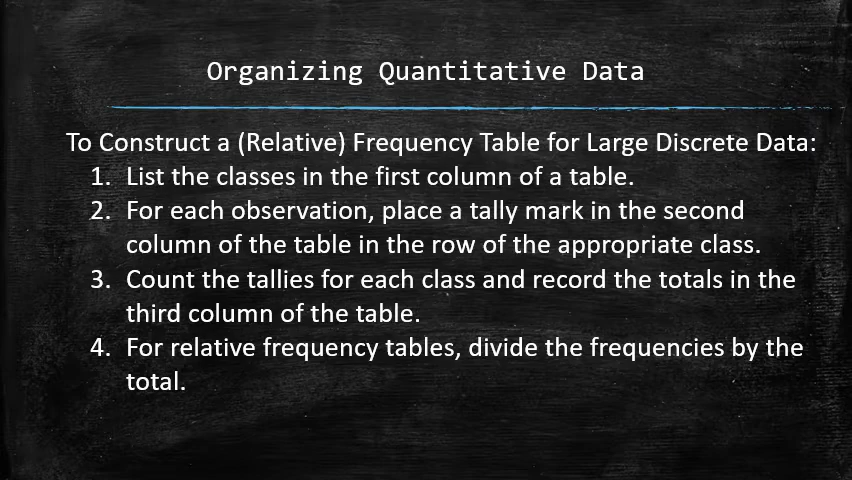 Organizing Quantitative Data
To Construct a (Relative) Frequency Table for Large Discrete Data:
1. List the classes in the first column of a table.
2. For each observation, place a tally mark in the second
column of the table in the row of the appropriate class.
3. Count the tallies for each class and record the totals in the
third column of the table.
4. For relative frequency tables, divide the frequencies by the
total.